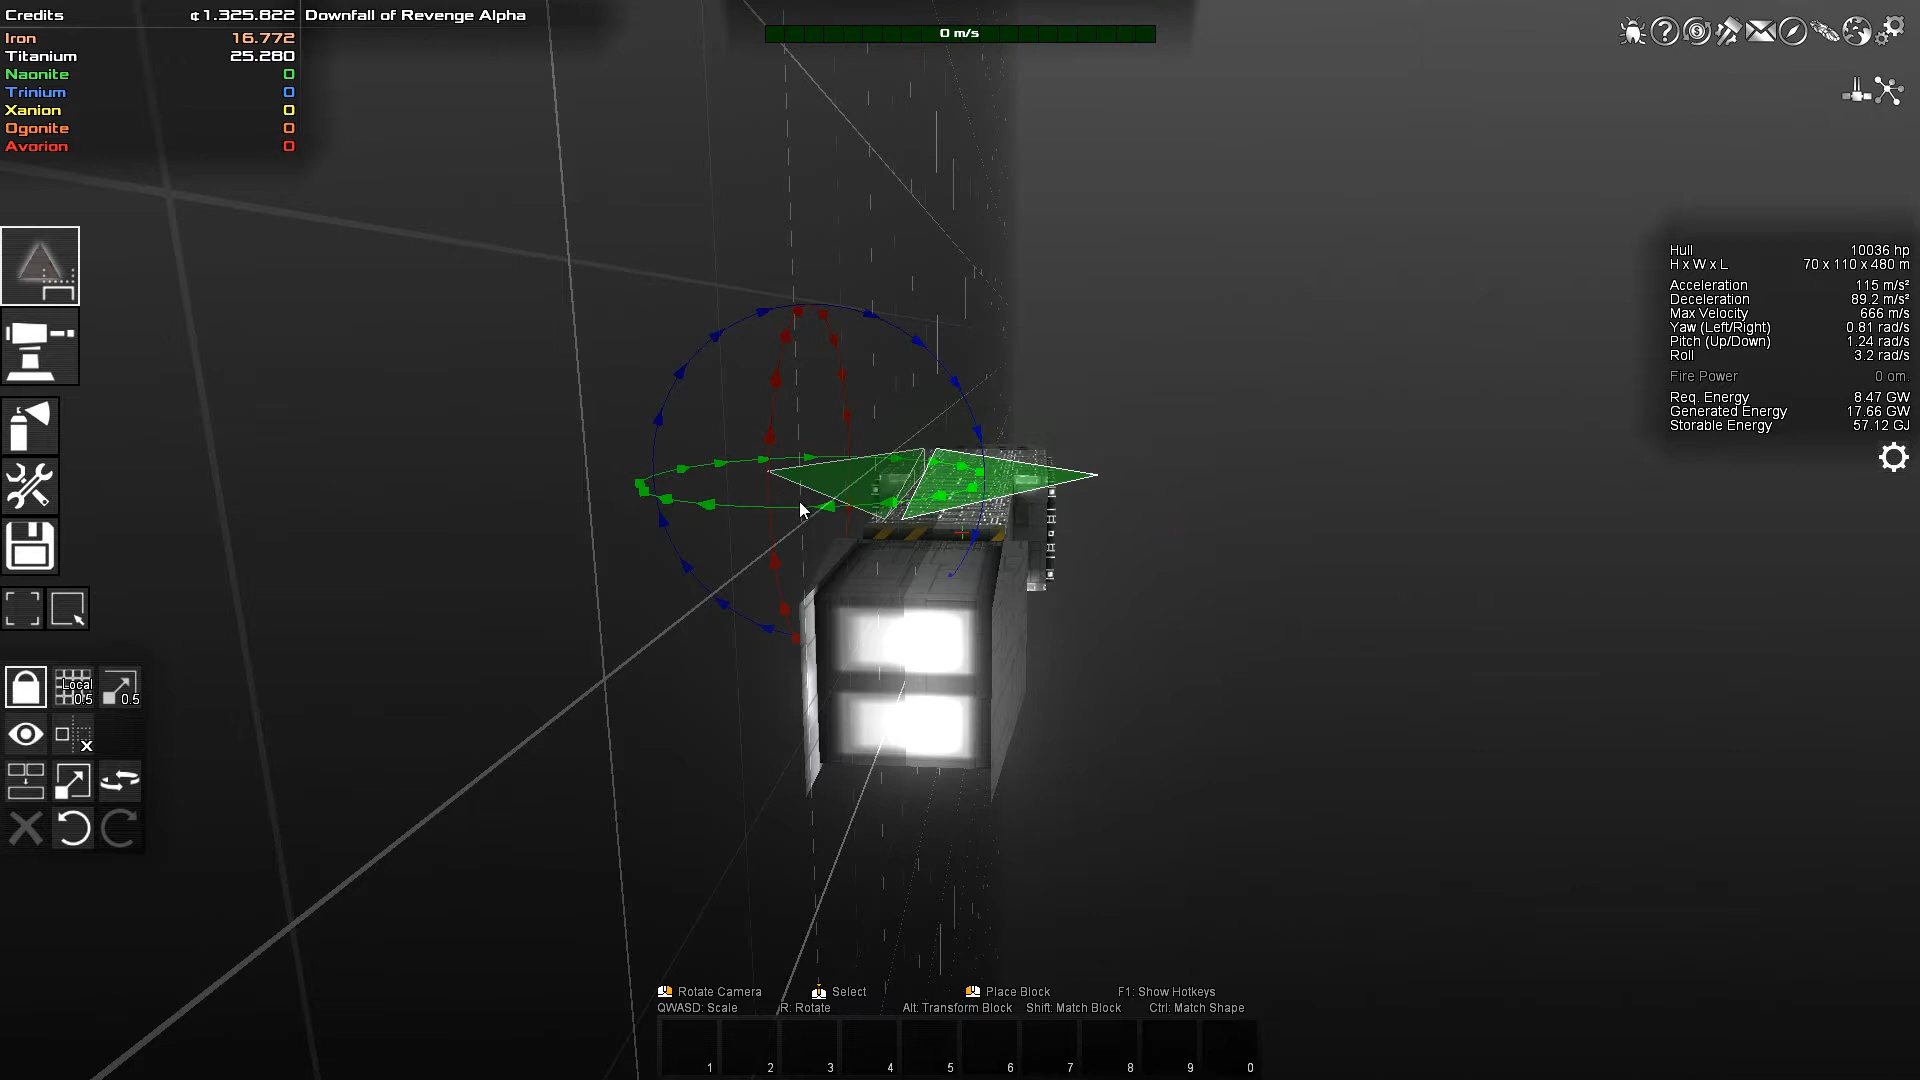 Credits ¢1.325.822 Downfall of Revenge Alpha
Iron 16.772
Titanium 25.280
Naonite 0
Trinium 0
Xanion 0
Ogonite 0
Avorion 0
0 m/s
Hull 10036 hp
H x W x L 70 x 110 x 480 m
Acceleration 115 m/s²
Deceleration 89.2 m/s²
Max Velocity 666 m/s
Yaw (Left/Right) 0.81 rad/s
Pitch (Up/Down) 1.24 rad/s
Roll 3.2 rad/s
Fire Power 0 om.
Req. Energy 8.47 GW
Generated Energy 17.66 GW
Storable Energy 57.12 GJ
Local
0.5 0.5
X
Rotate Camera Select Place Block F1: Show Hotkeys
QWASD: Scale R: Rotate Alt: Transform Block Shift: Match Block Ctrl: Match Shape
1 2 3 4 5 6 7 8 9 0